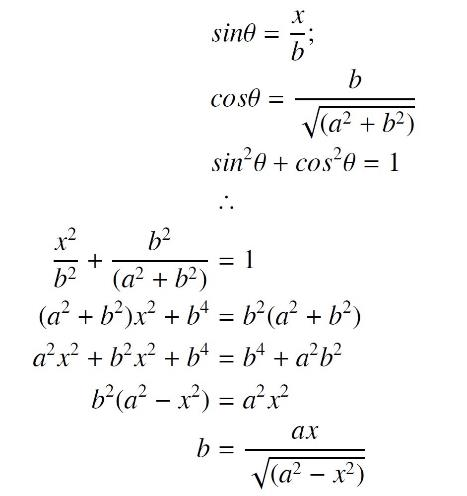 sinθ = x/b;
cosθ = b/√(a² + b²)
sin²θ + cos²θ = 1
∴
x²/b² + b²/(a² + b²) = 1
(a² + b²)x² + b⁴ = b²(a² + b²)
a²x² + b²x² + b⁴ = b⁴ + a²b²
b²(a² − x²) = a²x²
b = ax/√(a² − x²)